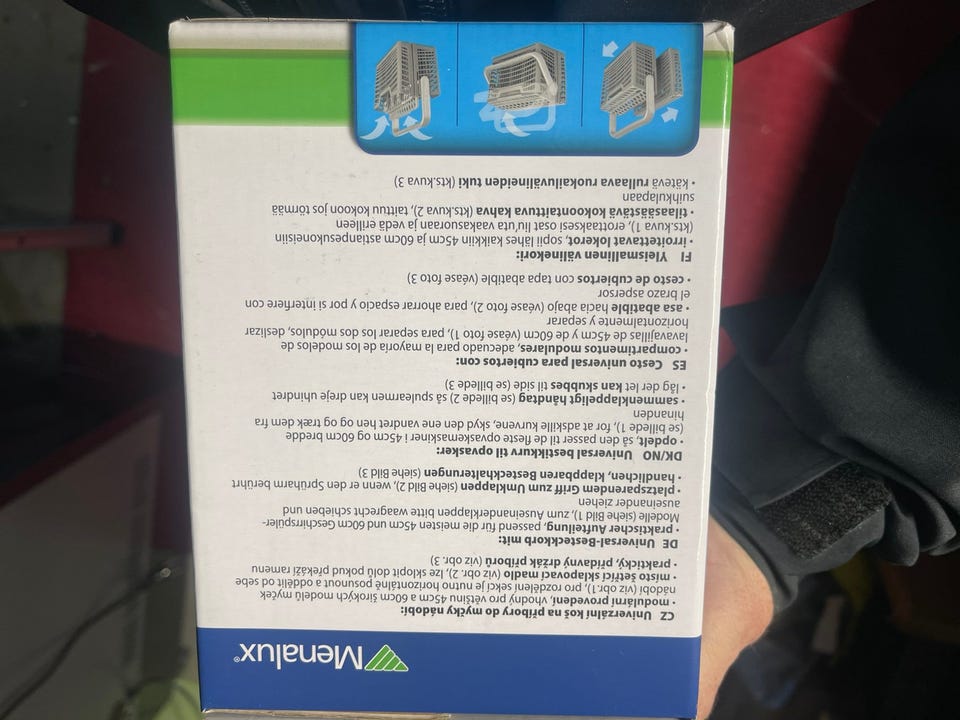 Menalux®
CZ Univerzální koš na příbory do myčky nádobí:
• modulární provedení, vhodný pro většinu 45cm a 60cm širokých modelů myček
nádobí (viz obr.1), pro rozdělení sekcí je nutno horizontálně posunout a oddělit od sebe
• místo šetřící sklapovací madlo (viz obr. 2), lze sklopit dolů pokud překáží ramenu
• praktický, přídavný držák příborů (viz obr. 3)
DE Universal-Besteckkorb mit:
• praktischer Aufteilung, passend für die meisten 45cm und 60cm Geschirrspüler-
Modelle (siehe Bild 1), zum Auseinanderklappen bitte waagrecht schieben und
auseinander ziehen
• platzsparendem Griff zum Umklappen (siehe Bild 2), wenn er den Sprüharm berührt
• handlichen, klappbaren Besteckhalterungen (siehe Bild 3)
DK/NO Universal bestikkurv til opvasker:
• opdelt, så den passer til de fleste opvaskemaskiner i 45cm og 60cm bredde
(se billede 1), for at adskille kurvene, skyd den ene vandret hen og og træk dem fra
hinanden
• sammenklappeligt håndtag (se billede 2) så spulearmen kan dreje uhindret
• låg der let kan skubbes til side (se billede 3)
ES Cesto universal para cubiertos con:
• compartimentos modulares, adecuado para la mayoria de los modelos de
lavavajillas de 45cm y de 60cm (véase foto 1), para separar los dos modulos, deslizar
horizontalmente y separar
• asa abatible hacia abajo (véase foto 2), para ahorrar espacio y por si interfiere con
el brazo aspersor
• cesto de cubiertos con tapa abatible (véase foto 3)
FI Yleismallinen välinekori:
• irroitettavat lokerot, sopii lähes kaikkiin 45cm ja 60cm astianpesukoneisiin
(kts.kuva 1), erottaaksesi osat liu'uta vaakasuoraan ja vedä erilleen
• tilaasäästävä kokoontaittuva kahva (kts.kuva 2), taittuu kokoon jos törmää
suihkulapaan
• kätevä rullaava ruokailuvälineiden tuki (kts.kuva 3)